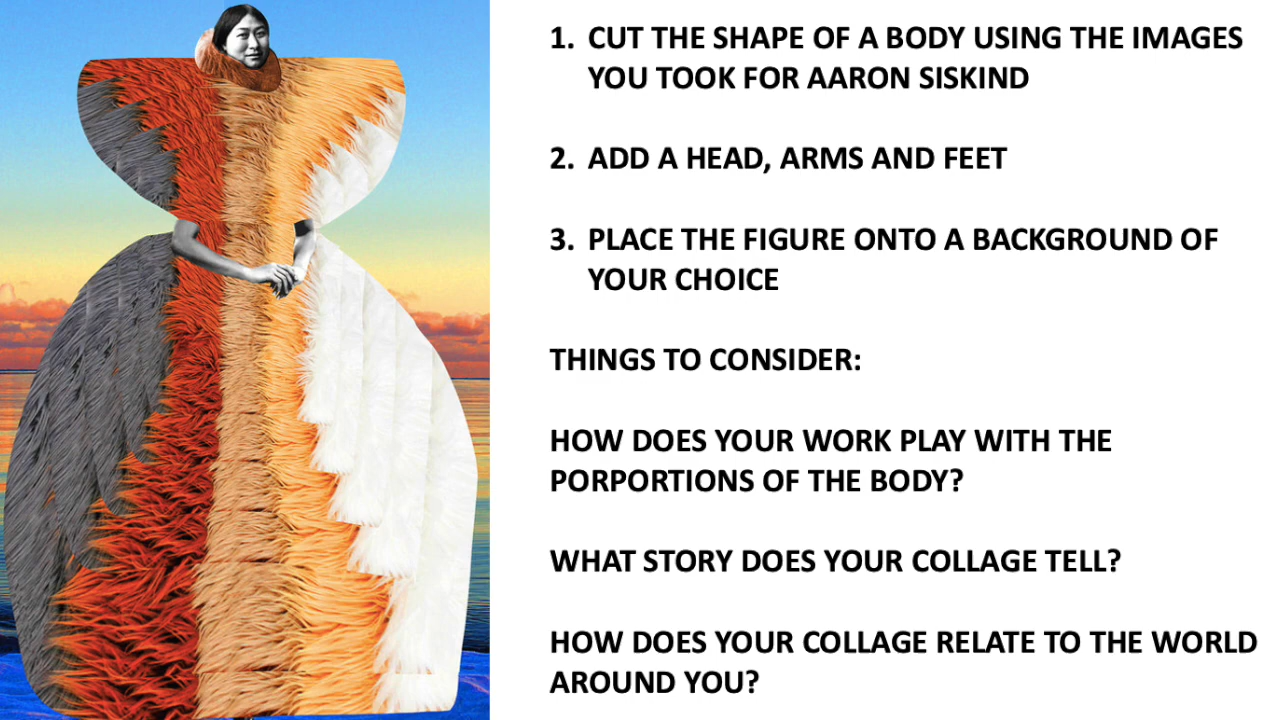 1. CUT THE SHAPE OF A BODY USING THE IMAGES
YOU TOOK FOR AARON SISKIND
2. ADD A HEAD, ARMS AND FEET
3. PLACE THE FIGURE ONTO A BACKGROUND OF
YOUR CHOICE
THINGS TO CONSIDER:
HOW DOES YOUR WORK PLAY WITH THE
PORPORTIONS OF THE BODY?
WHAT STORY DOES YOUR COLLAGE TELL?
HOW DOES YOUR COLLAGE RELATE TO THE WORLD
AROUND YOU?